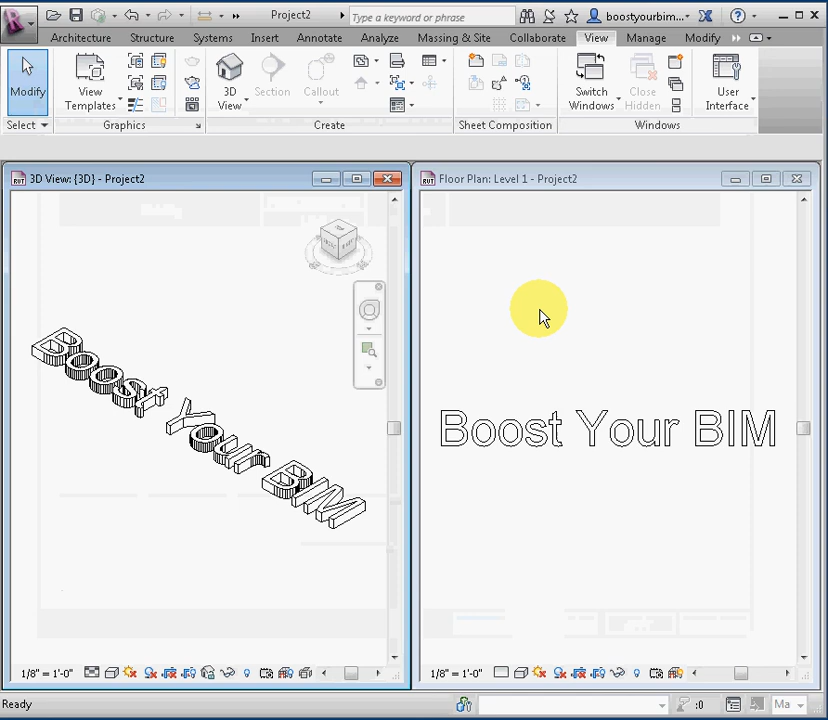 Project2
Type a keyword or phrase
boostyourbim...
Architecture Structure Systems Insert Annotate Analyze Massing & Site Collaborate View Manage Modify
Modify
View Templates
3D View
Section
Callout
Switch Windows
Close Hidden
User Interface
Select Graphics Create Sheet Composition Windows
3D View: {3D} - Project2
Floor Plan: Level 1 - Project2
Boost Your BIM
Boost Your BIM
1/8" = 1'-0"
1/8" = 1'-0"
Ready
:0
Ma